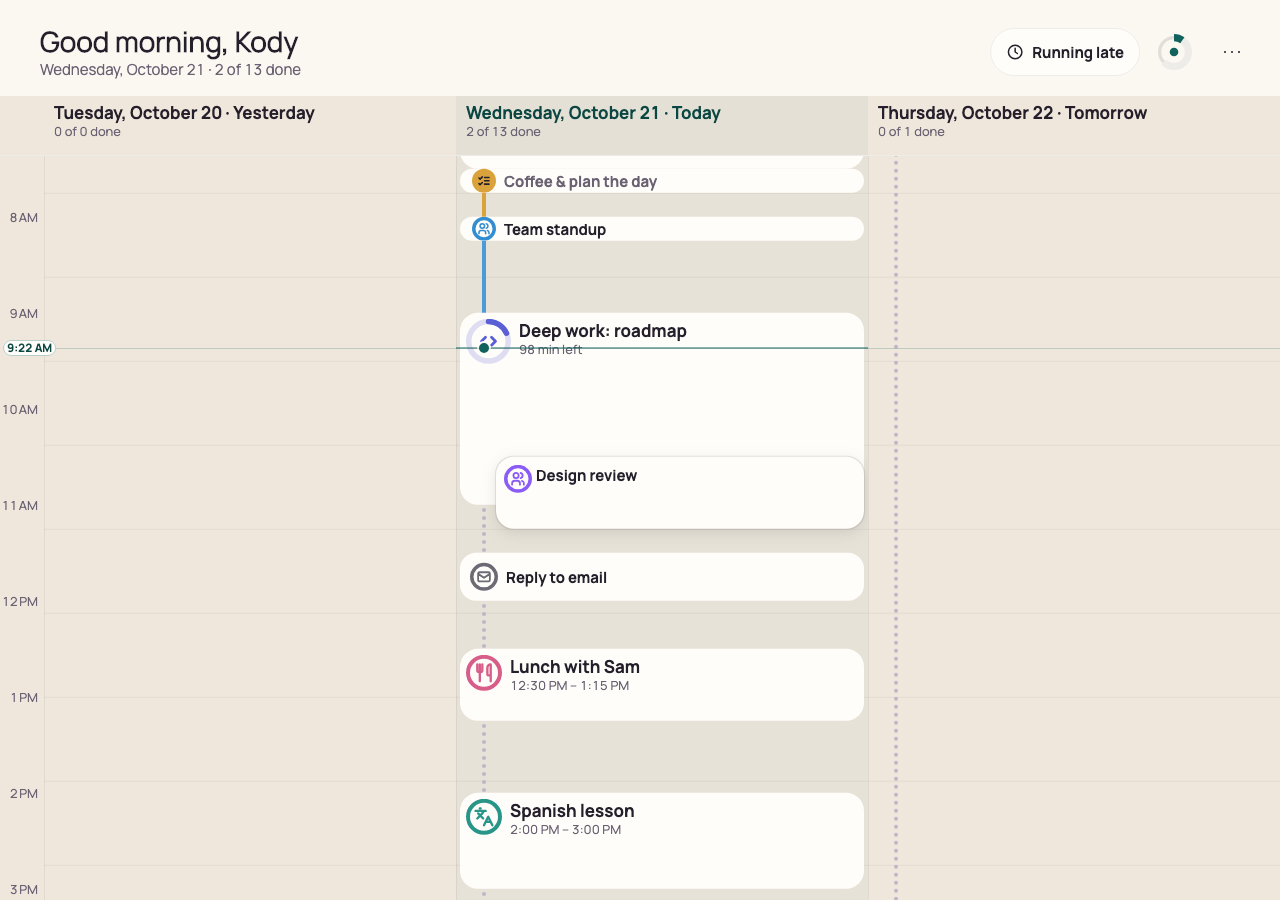 Good morning, Kody
Wednesday, October 21 · 2 of 13 done
Running late
Tuesday, October 20 · Yesterday
0 of 0 done
Wednesday, October 21 · Today
2 of 13 done
Thursday, October 22 · Tomorrow
0 of 1 done
Coffee & plan the day
8 AM
Team standup
9 AM
Deep work: roadmap
9:22 AM
98 min left
10 AM
Design review
11 AM
Reply to email
12 PM
Lunch with Sam
12:30 PM – 1:15 PM
1 PM
2 PM
Spanish lesson
2:00 PM – 3:00 PM
3 PM